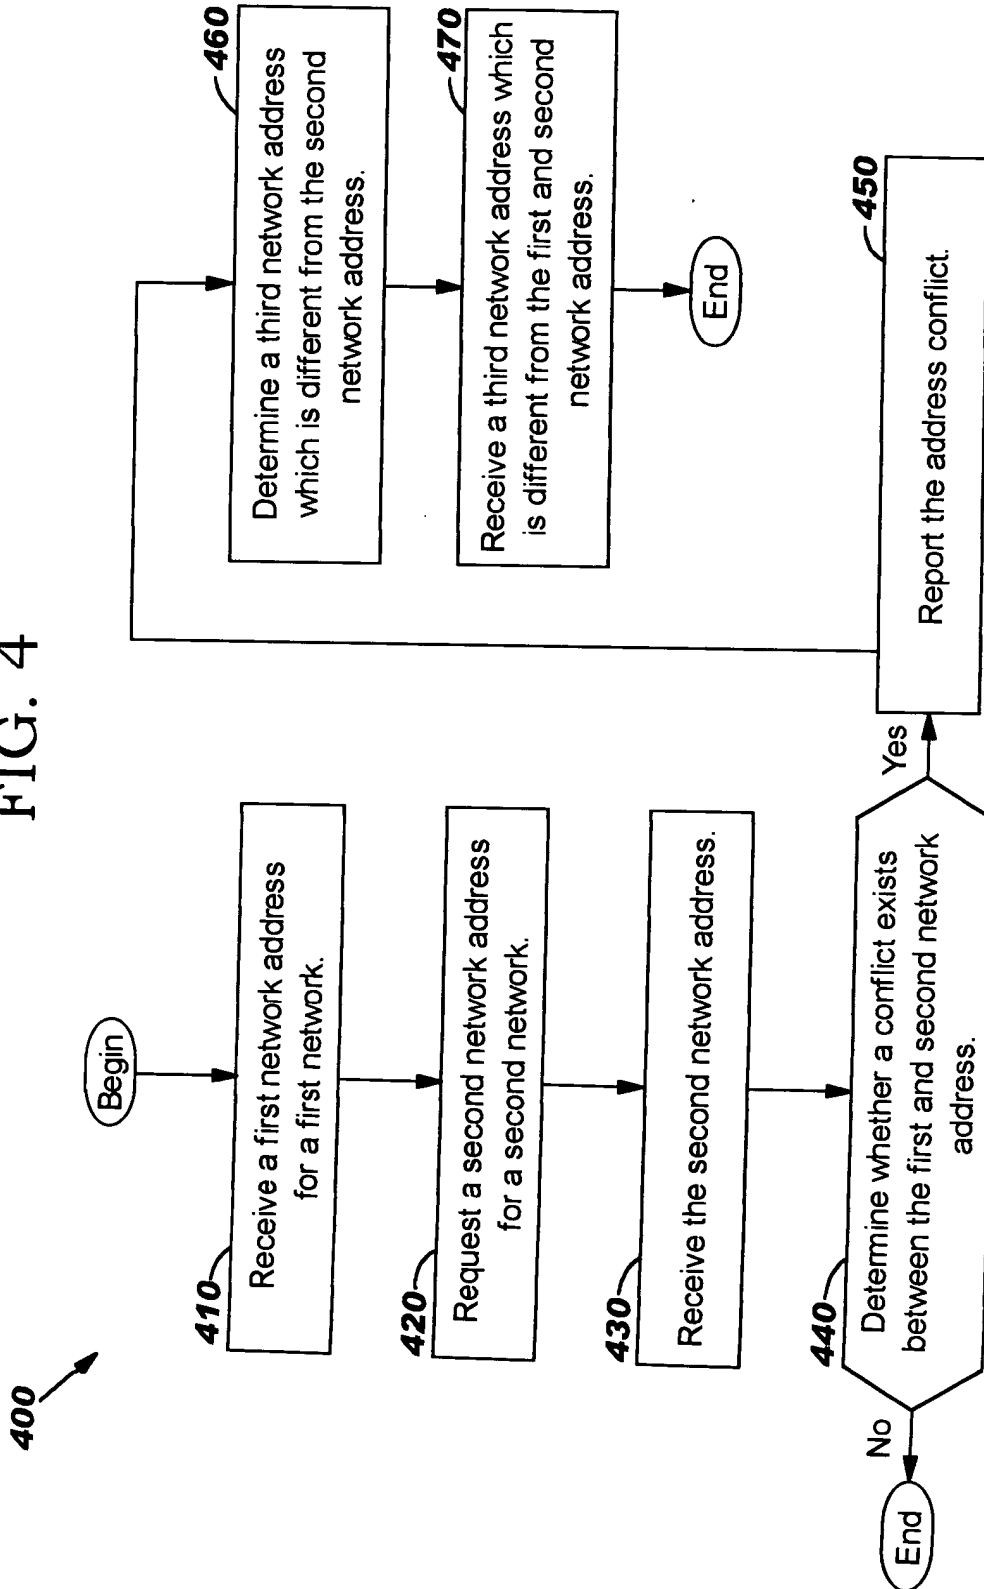 FIG. 4
400
Begin
410
Receive a first network address
for a first network.
420
Request a second network address
for a second network.
430
Receive the second network address.
440
Determine whether a conflict exists
between the first and second network
address.
No
End
Yes
450
Report the address conflict.
460
Determine a third network address
which is different from the second
network address.
470
Receive a third network address which
is different from the first and second
network address.
End